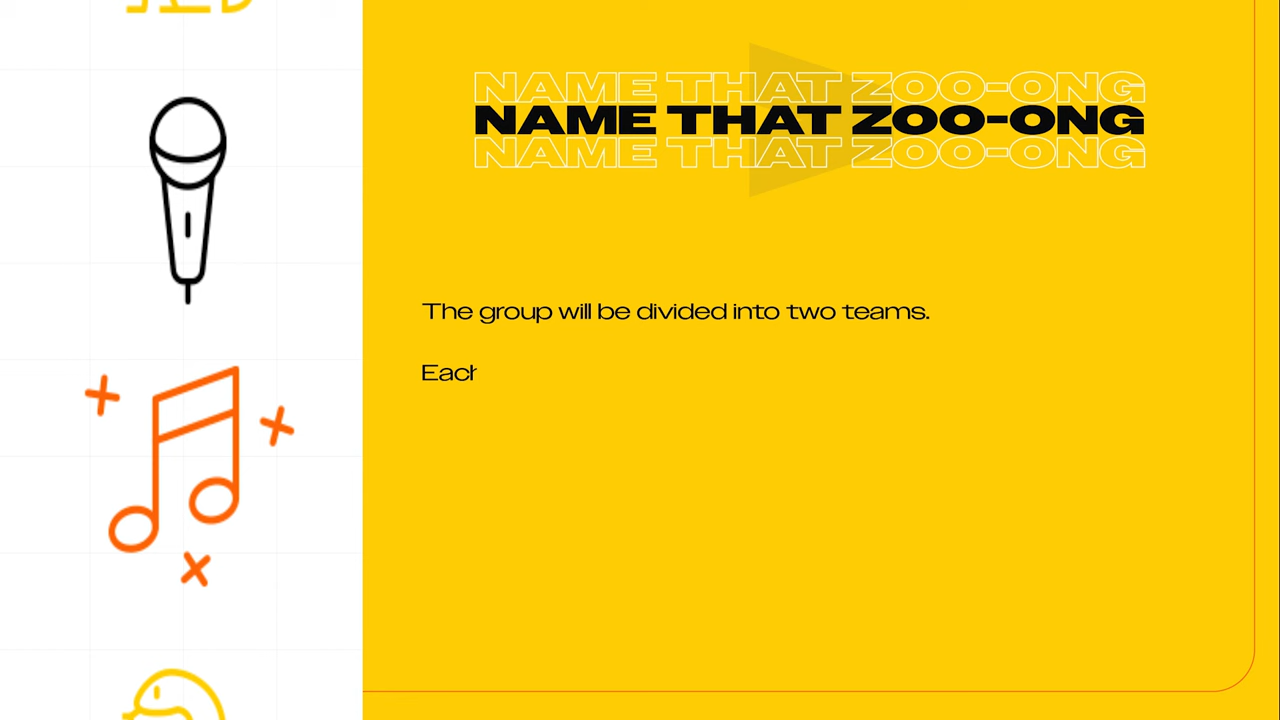 NAME THAT ZOO-ONG
NAME THAT ZOO-ONG
NAME THAT ZOO-ONG
The group will be divided into two teams.
Each